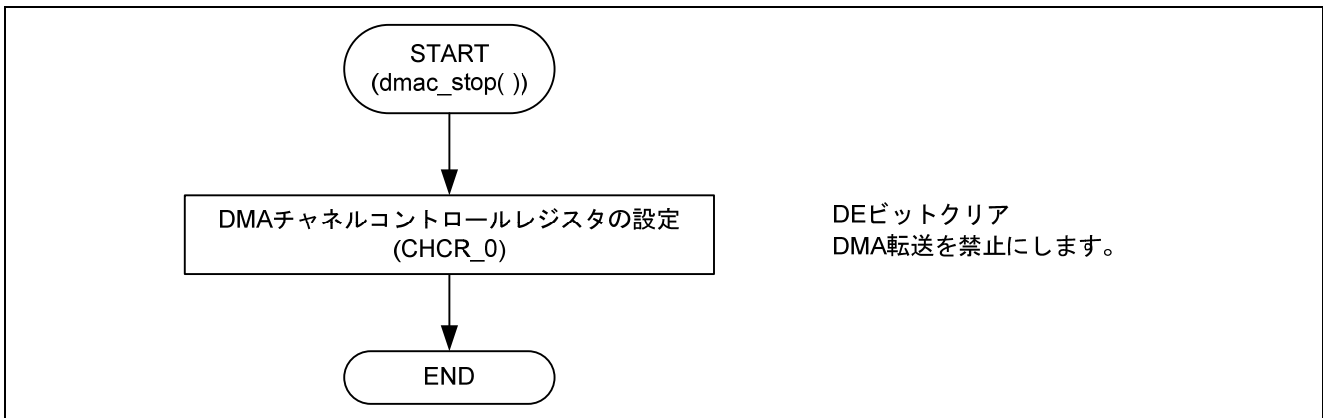 START
(dmac_stop( ))
DMAチャネルコントロールレジスタの設定
(CHCR_0)
DEビットクリア
DMA転送を禁止にします。
END